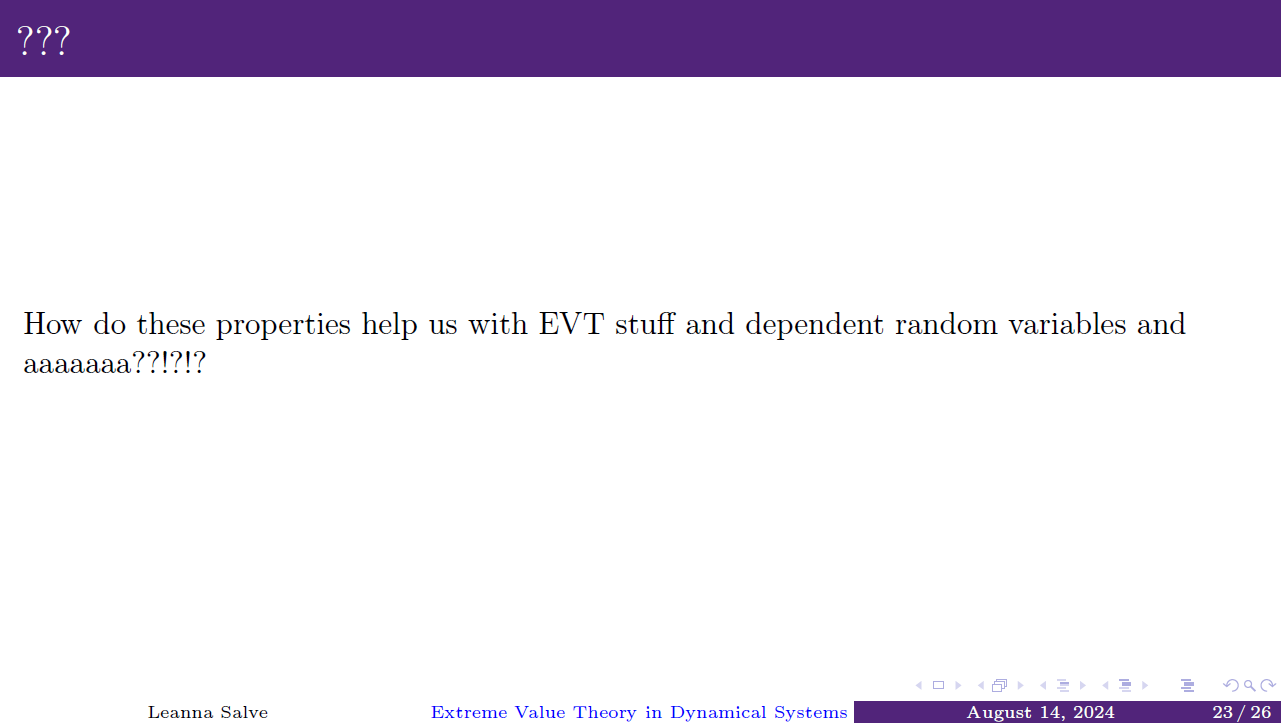 ???
How do these properties help us with EVT stuff and dependent random variables and
aaaaaaa??!?!?
Leanna Salve
Extreme Value Theory in Dynamical Systems
August 14, 2024
23 / 26